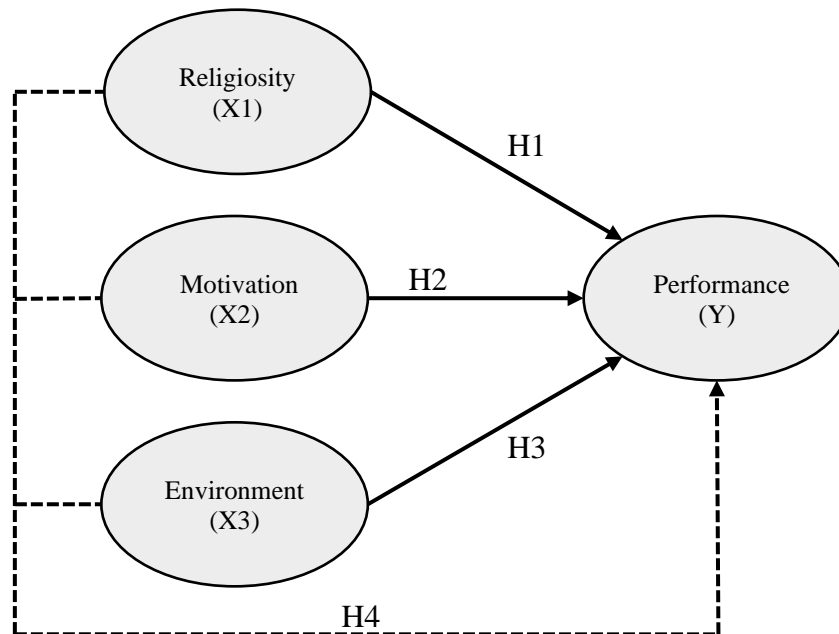 Religiosity
(X1)
H1
Motivation
(X2)
H2
Performance
(Y)
Environment
(X3)
H3
H4